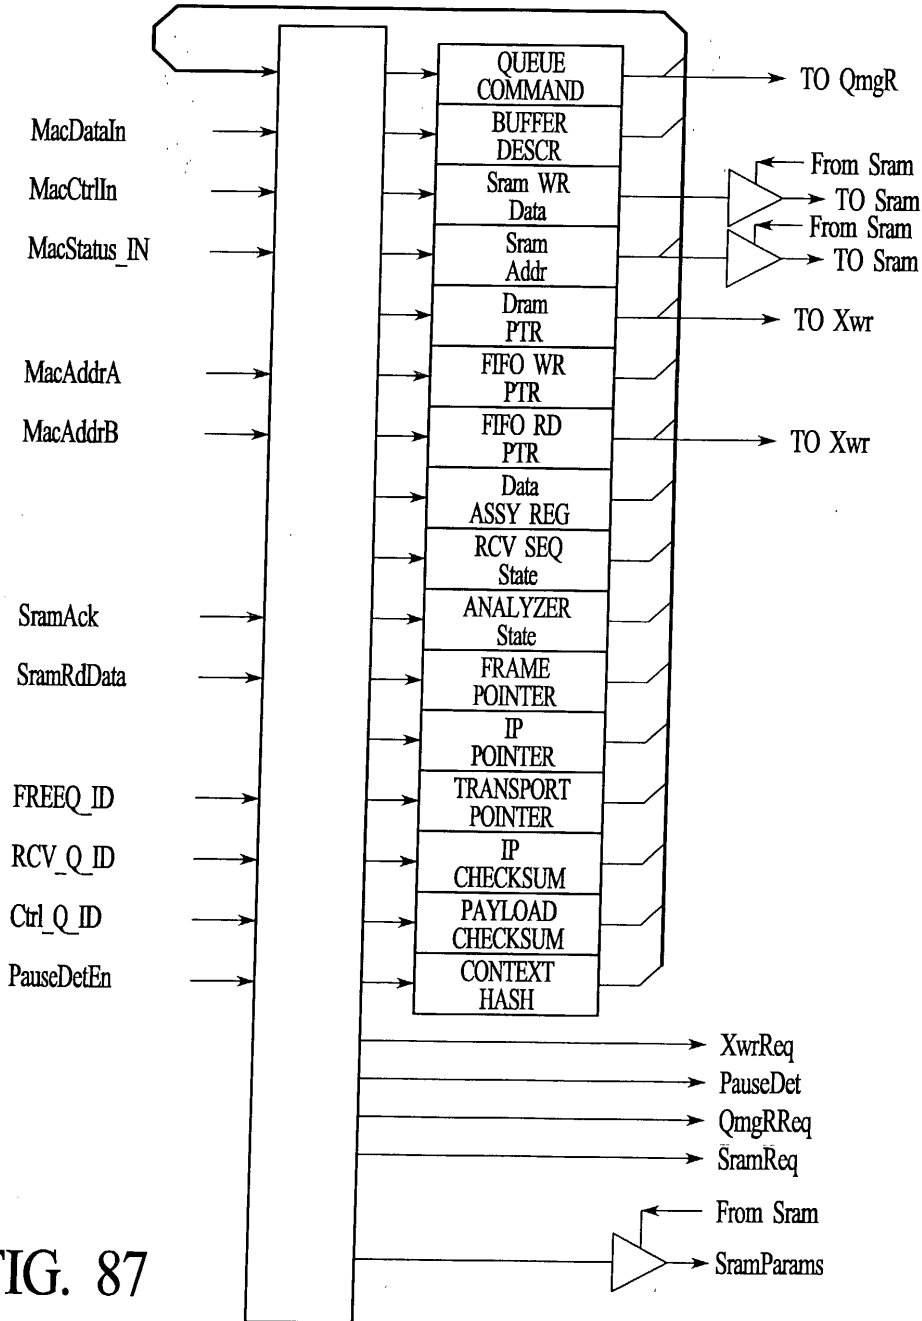 QUEUE
COMMAND
TO QmgR
MacDataIn
BUFFER
DESCR
From Sram
MacCtrlIn
Sram WR
Data
TO Sram
From Sram
MacStatus_IN
Sram
Addr
TO Sram
Dram
PTR
TO Xwr
MacAddrA
FIFO WR
PTR
MacAddrB
FIFO RD
PTR
TO Xwr
Data
ASSY REG
RCV SEQ
State
SramAck
ANALYZER
State
SramRdData
FRAME
POINTER
IP
POINTER
FREEQ_ID
TRANSPORT
POINTER
RCV_Q_ID
IP
CHECKSUM
Ctrl_Q_ID
PAYLOAD
CHECKSUM
PauseDetEn
CONTEXT
HASH
XwrReq
PauseDet
QmgRReq
SramReq
From Sram
SramParams
IG. 87